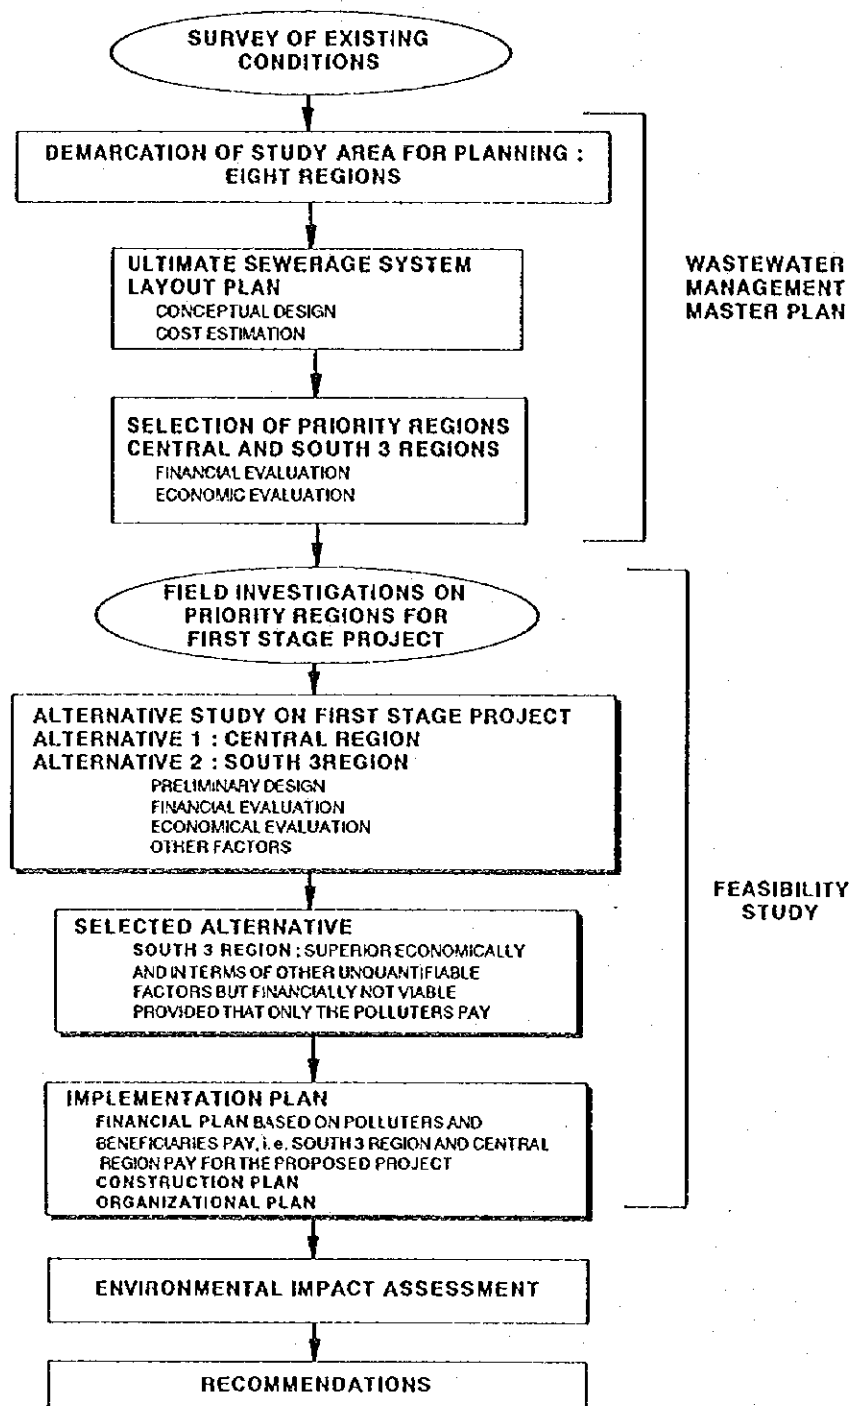 SURVEY OF EXISTING
CONDITIONS
DEMARCATION OF STUDY AREA FOR PLANNING :
EIGHT REGIONS
ULTIMATE SEWERAGE SYSTEM
LAYOUT PLAN
CONCEPTUAL DESIGN
COST ESTIMATION
SELECTION OF PRIORITY REGIONS
CENTRAL AND SOUTH 3 REGIONS
FINANCIAL EVALUATION
ECONOMIC EVALUATION
WASTEWATER
MANAGEMENT
MASTER PLAN
FIELD INVESTIGATIONS ON
PRIORITY REGIONS FOR
FIRST STAGE PROJECT
ALTERNATIVE STUDY ON FIRST STAGE PROJECT
ALTERNATIVE 1 : CENTRAL REGION
ALTERNATIVE 2 : SOUTH 3REGION
PRELIMINARY DESIGN
FINANCIAL EVALUATION
ECONOMICAL EVALUATION
OTHER FACTORS
SELECTED ALTERNATIVE
SOUTH 3 REGION : SUPERIOR ECONOMICALLY
AND IN TERMS OF OTHER UNQUANTIFIABLE
FACTORS BUT FINANCIALLY NOT VIABLE
PROVIDED THAT ONLY THE POLLUTERS PAY
IMPLEMENTATION PLAN
FINANCIAL PLAN BASED ON POLLUTERS AND
BENEFICIARIES PAY, i.e. SOUTH 3 REGION AND CENTRAL
REGION PAY FOR THE PROPOSED PROJECT
CONSTRUCTION PLAN
ORGANIZATIONAL PLAN
FEASIBILITY
STUDY
ENVIRONMENTAL IMPACT ASSESSMENT
RECOMMENDATIONS